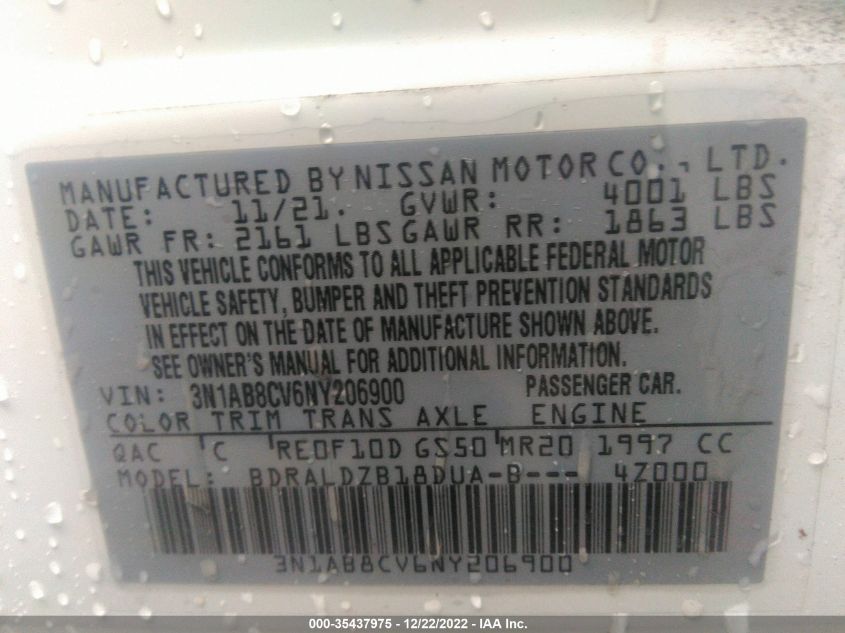 MANUFACTURED BY NISSAN MOTOR CO., LTD.
DATE: 11/21. GVWR: 4001 LBS
GAWR FR: 2161 LBS GAWR RR: 1863 LBS
THIS VEHICLE CONFORMS TO ALL APPLICABLE FEDERAL MOTOR
VEHICLE SAFETY, BUMPER AND THEFT PREVENTION STANDARDS
IN EFFECT ON THE DATE OF MANUFACTURE SHOWN ABOVE.
SEE OWNER'S MANUAL FOR ADDITIONAL INFORMATION.
VIN: 3N1AB8CV6NY206900 PASSENGER CAR.
COLOR TRIM TRANS AXLE ENGINE
QAC C RE0F10D GS50 MR20 1997 CC
MODEL: BDRALDZB18DUA-B--- 4Z000
3N1AB8CV6NY206900
000-35437975 - 12/22/2022 - IAA Inc.